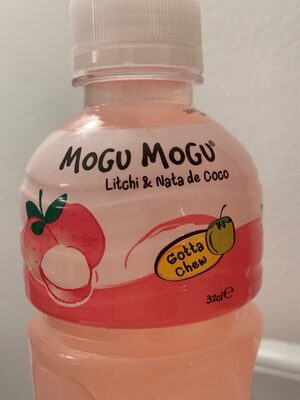 MOGU MOGU®
Litchi & Nata de Coco
Gotta
Chew
32cl℮